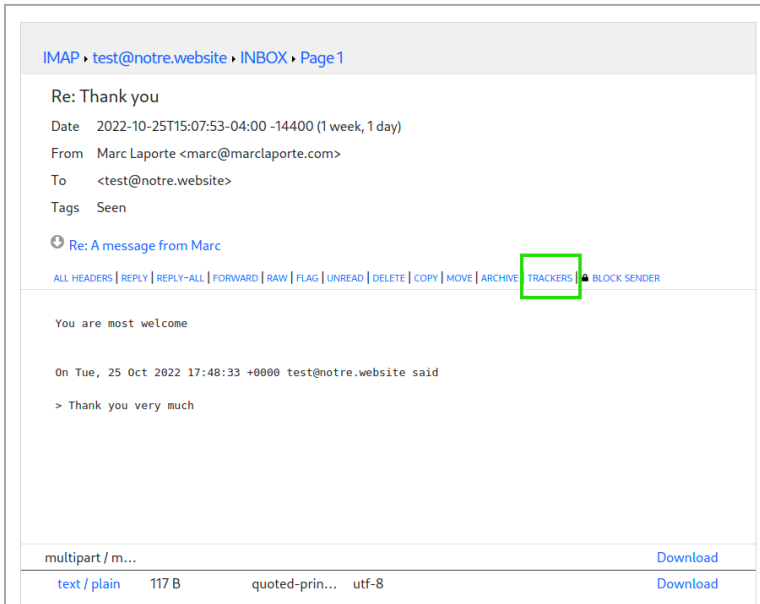 IMAP ▸ test@notre.website ▸ INBOX ▸ Page 1
Re: Thank you
Date 2022-10-25T15:07:53-04:00 -14400 (1 week, 1 day)
From Marc Laporte <marc@marclaporte.com>
To <test@notre.website>
Tags Seen
Re: A message from Marc
ALL HEADERS | REPLY | REPLY-ALL | FORWARD | RAW | FLAG | UNREAD | DELETE | COPY | MOVE | ARCHIVE | TRACKERS | BLOCK SENDER
You are most welcome
On Tue, 25 Oct 2022 17:48:33 +0000 test@notre.website said
> Thank you very much
multipart / m... Download
text / plain 117 B quoted-prin... utf-8 Download